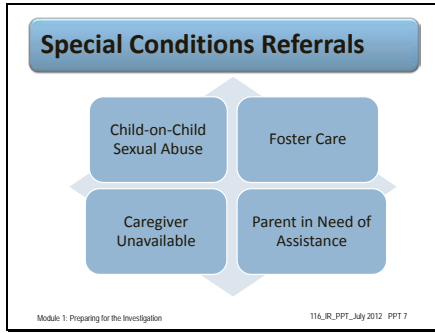 Special Conditions Referrals
Child-on-Child
Sexual Abuse
Foster Care
Caregiver
Unavailable
Parent in Need of
Assistance
Module 1: Preparing for the Investigation
116_IR_PPT_July 2012 PPT 7